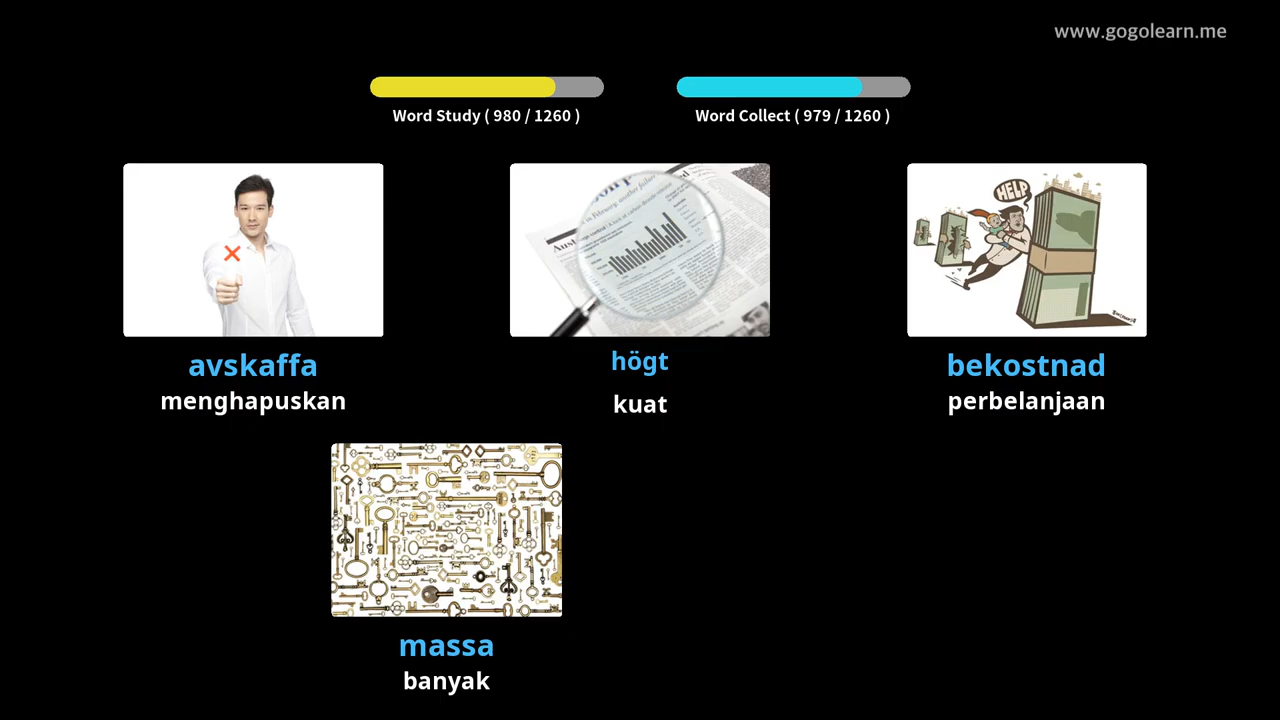 www.gogolearn.me
Word Study ( 980 / 1260 )
Word Collect ( 979 / 1260 )
HELP
avskaffa
menghapuskan
högt
kuat
bekostnad
perbelanjaan
massa
banyak